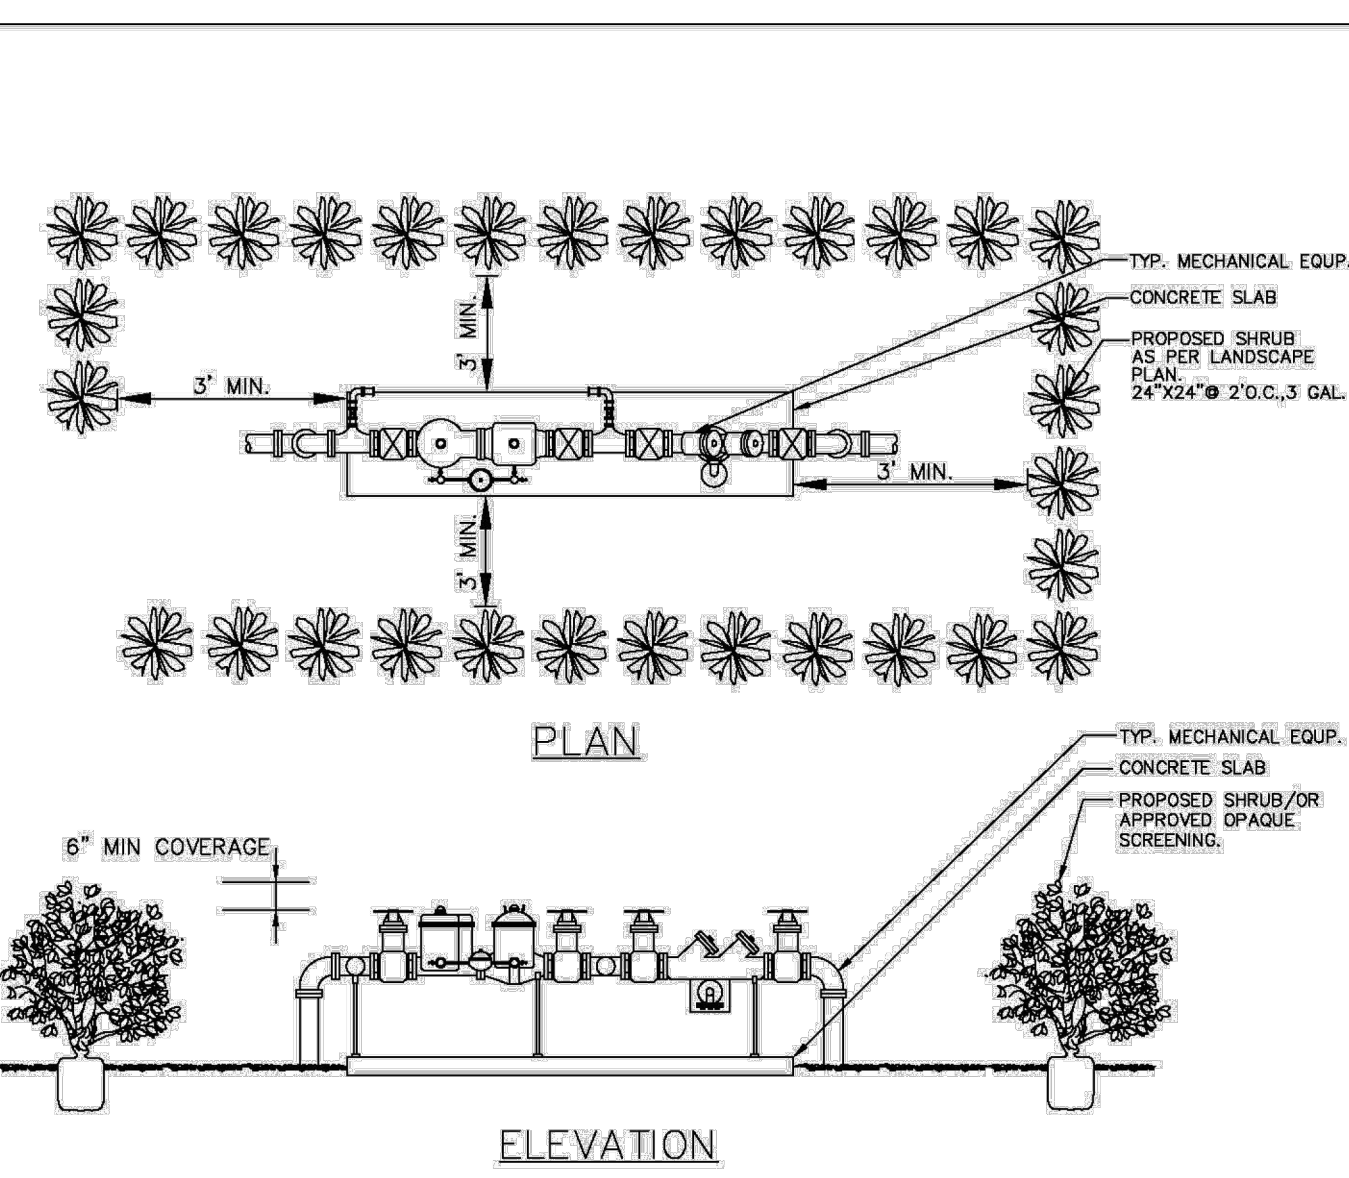 TYP. MECHANICAL EQUP.
CONCRETE SLAB
PROPOSED SHRUB
AS PER LANDSCAPE
PLAN.
24"X24"@ 2'O.C.,3 GAL.
3' MIN.
3' MIN.
3' MIN.
3' MIN.
PLAN
TYP. MECHANICAL EQUP.
CONCRETE SLAB
PROPOSED SHRUB/OR
APPROVED OPAQUE
SCREENING.
6" MIN COVERAGE
ELEVATION